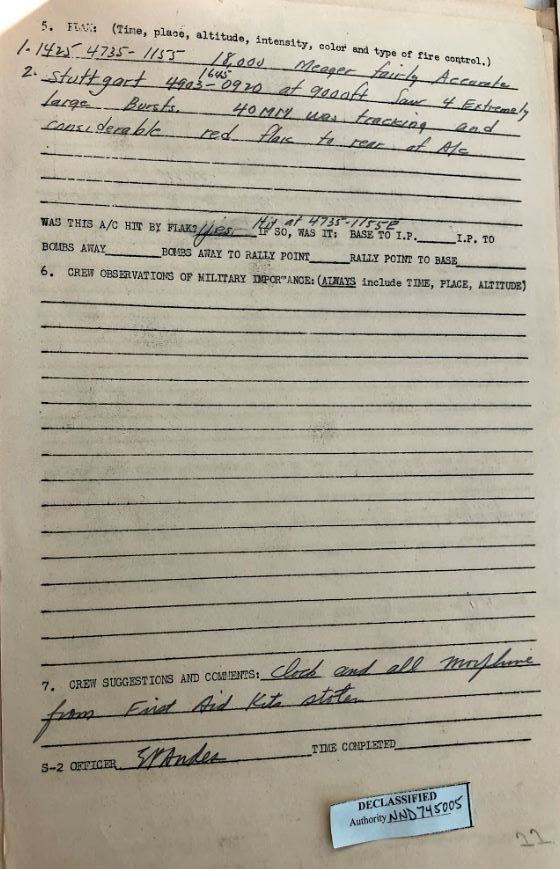 5. FLAK: (Time, place, altitude, intensity, color and type of fire control.)
1. 1425 4735-1155 18,000 Meager fairly Accurate
1645
2. Stuttgart 4903-0920 at 9000ft Saw 4 Extremely
large Bursts. 40MM was tracking and
considerable red flak to rear of A/c
Hit at 4735-1155E
WAS THIS A/C HIT BY FLAK? Yes IF SO, WAS IT: BASE TO I.P. I.P. TO
BOMBS AWAY BOMBS AWAY TO RALLY POINT RALLY POINT TO BASE
6. CREW OBSERVATIONS OF MILITARY IMPORTANCE: (ALWAYS include TIME, PLACE, ALTITUDE)
7. CREW SUGGESTIONS AND COMMENTS: Clock and all morphine
from First Aid Kits stolen
S-2 OFFICER TIME COMPLETED
DECLASSIFIED
Authority NND 745005
22